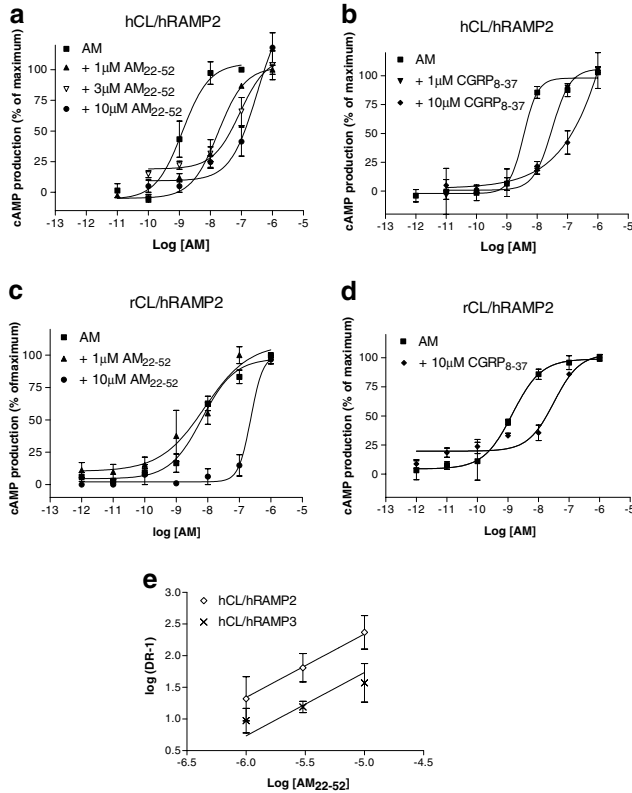 a
hCL/hRAMP2
AM
+ 1μM AM22-52
+ 3μM AM22-52
+ 10μM AM22-52
cAMP production (% of maximum)
100
75
50
25
0
-13 -12 -11 -10 -9 -8 -7 -6 -5
Log [AM]
b
hCL/hRAMP2
AM
+ 1μM CGRP8-37
+ 10μM CGRP8-37
cAMP production (% of maximum)
100
75
50
25
0
-13 -12 -11 -10 -9 -8 -7 -6 -5
Log [AM]
c
rCL/hRAMP2
AM
+ 1μM AM22-52
+ 10μM AM22-52
cAMP production (% ofmaximum)
100
75
50
25
0
-13 -12 -11 -10 -9 -8 -7 -6 -5
log [AM]
d
rCL/hRAMP2
AM
+ 10μM CGRP8-37
cAMP production (% of maximum)
100
75
50
25
0
-13 -12 -11 -10 -9 -8 -7 -6 -5
Log [AM]
e
hCL/hRAMP2
hCL/hRAMP3
log (DR-1)
3.0
2.5
2.0
1.5
1.0
0.5
-6.5 -6.0 -5.5 -5.0 -4.5
Log [AM22-52]